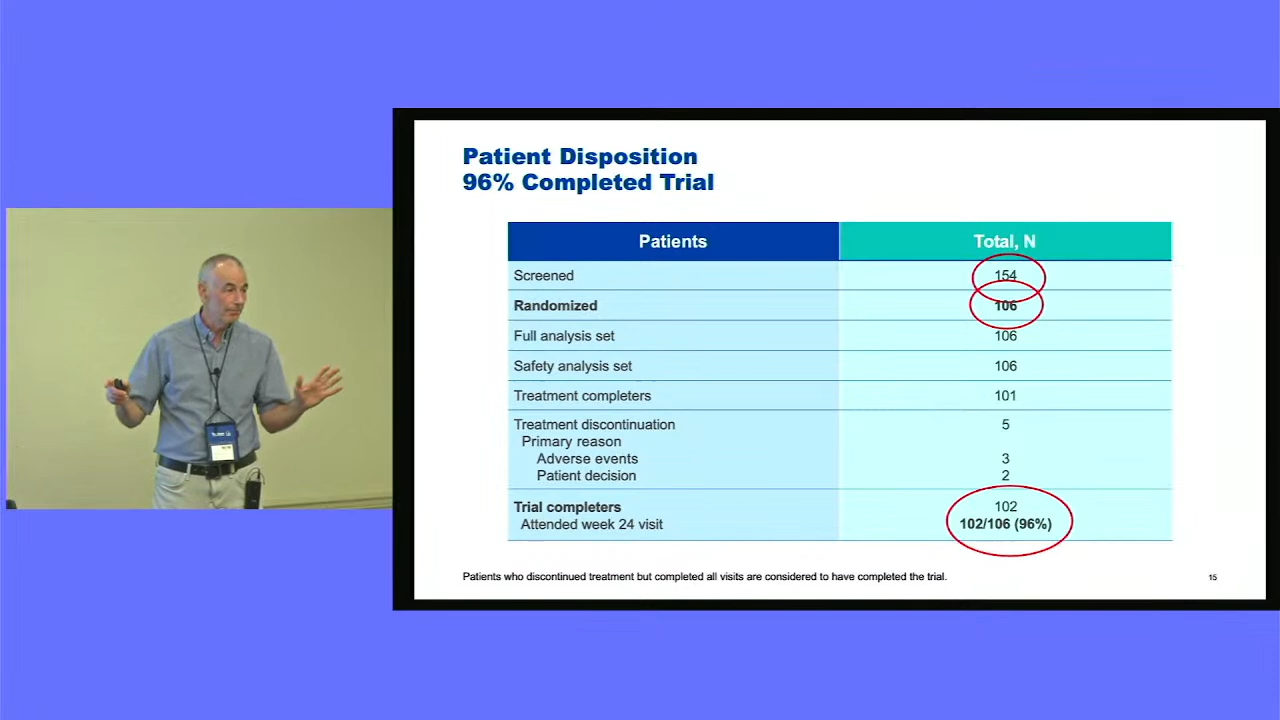 Patient Disposition
96% Completed Trial
Patients Total, N
Screened 154
Randomized 106
Full analysis set 106
Safety analysis set 106
Treatment completers 101
Treatment discontinuation 5
Primary reason
Adverse events 3
Patient decision 2
Trial completers 102
Attended week 24 visit 102/106 (96%)
Patients who discontinued treatment but completed all visits are considered to have completed the trial.
15